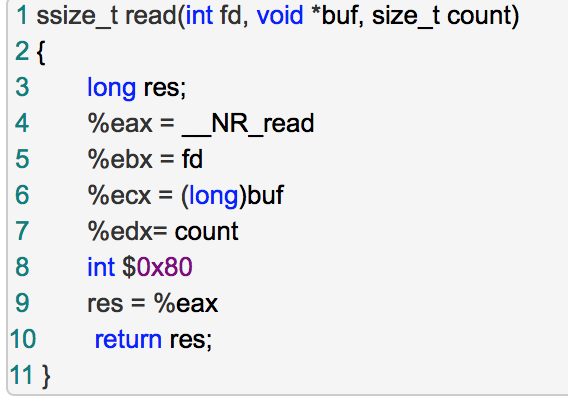 1 ssize_t read(int fd, void *buf, size_t count)
2 {
3 long res;
4 %eax = __NR_read
5 %ebx = fd
6 %ecx = (long)buf
7 %edx= count
8 int $0x80
9 res = %eax
10 return res;
11 }